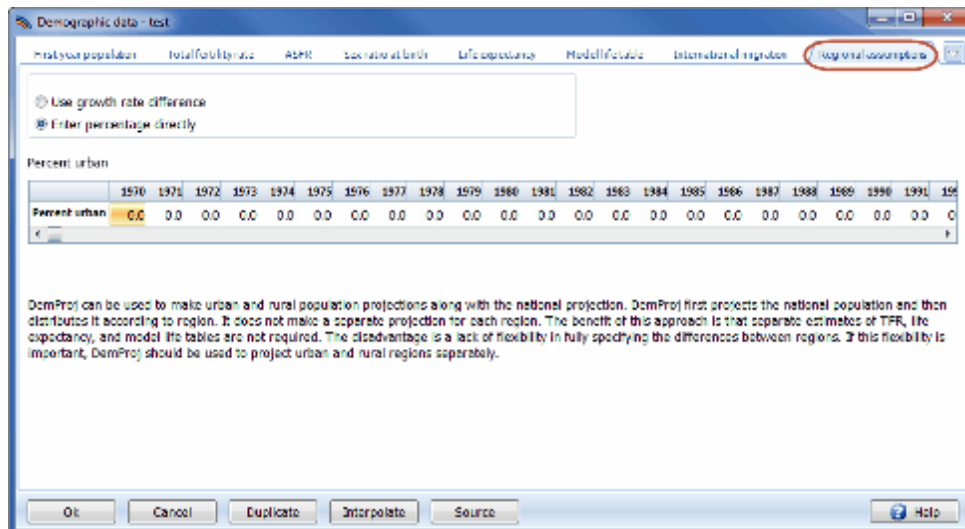 Demographic data - test
First year population Total fertility rate ASFR Sex ratio at birth Life expectancy Model life table International migration Regional assumptions
Use growth rate difference
Enter percentage directly
Percent urban
1970 1971 1972 1973 1974 1975 1976 1977 1978 1979 1980 1981 1982 1983 1984 1985 1986 1987 1988 1989 1990 1991 199
Percent urban 0.0 0.0 0.0 0.0 0.0 0.0 0.0 0.0 0.0 0.0 0.0 0.0 0.0 0.0 0.0 0.0 0.0 0.0 0.0 0.0 0.0 0.0 0
DemProj can be used to make urban and rural population projections along with the national projection. DemProj first projects the national population and then
distributes it according to region. It does not make a separate projection for each region. The benefit of this approach is that separate estimates of TFR, life
expectancy, and model life tables are not required. The disadvantage is a lack of flexibility in fully specifying the differences between regions. If this flexibility is
important, DemProj should be used to project urban and rural regions separately.
Ok Cancel Duplicate Interpolate Source Help